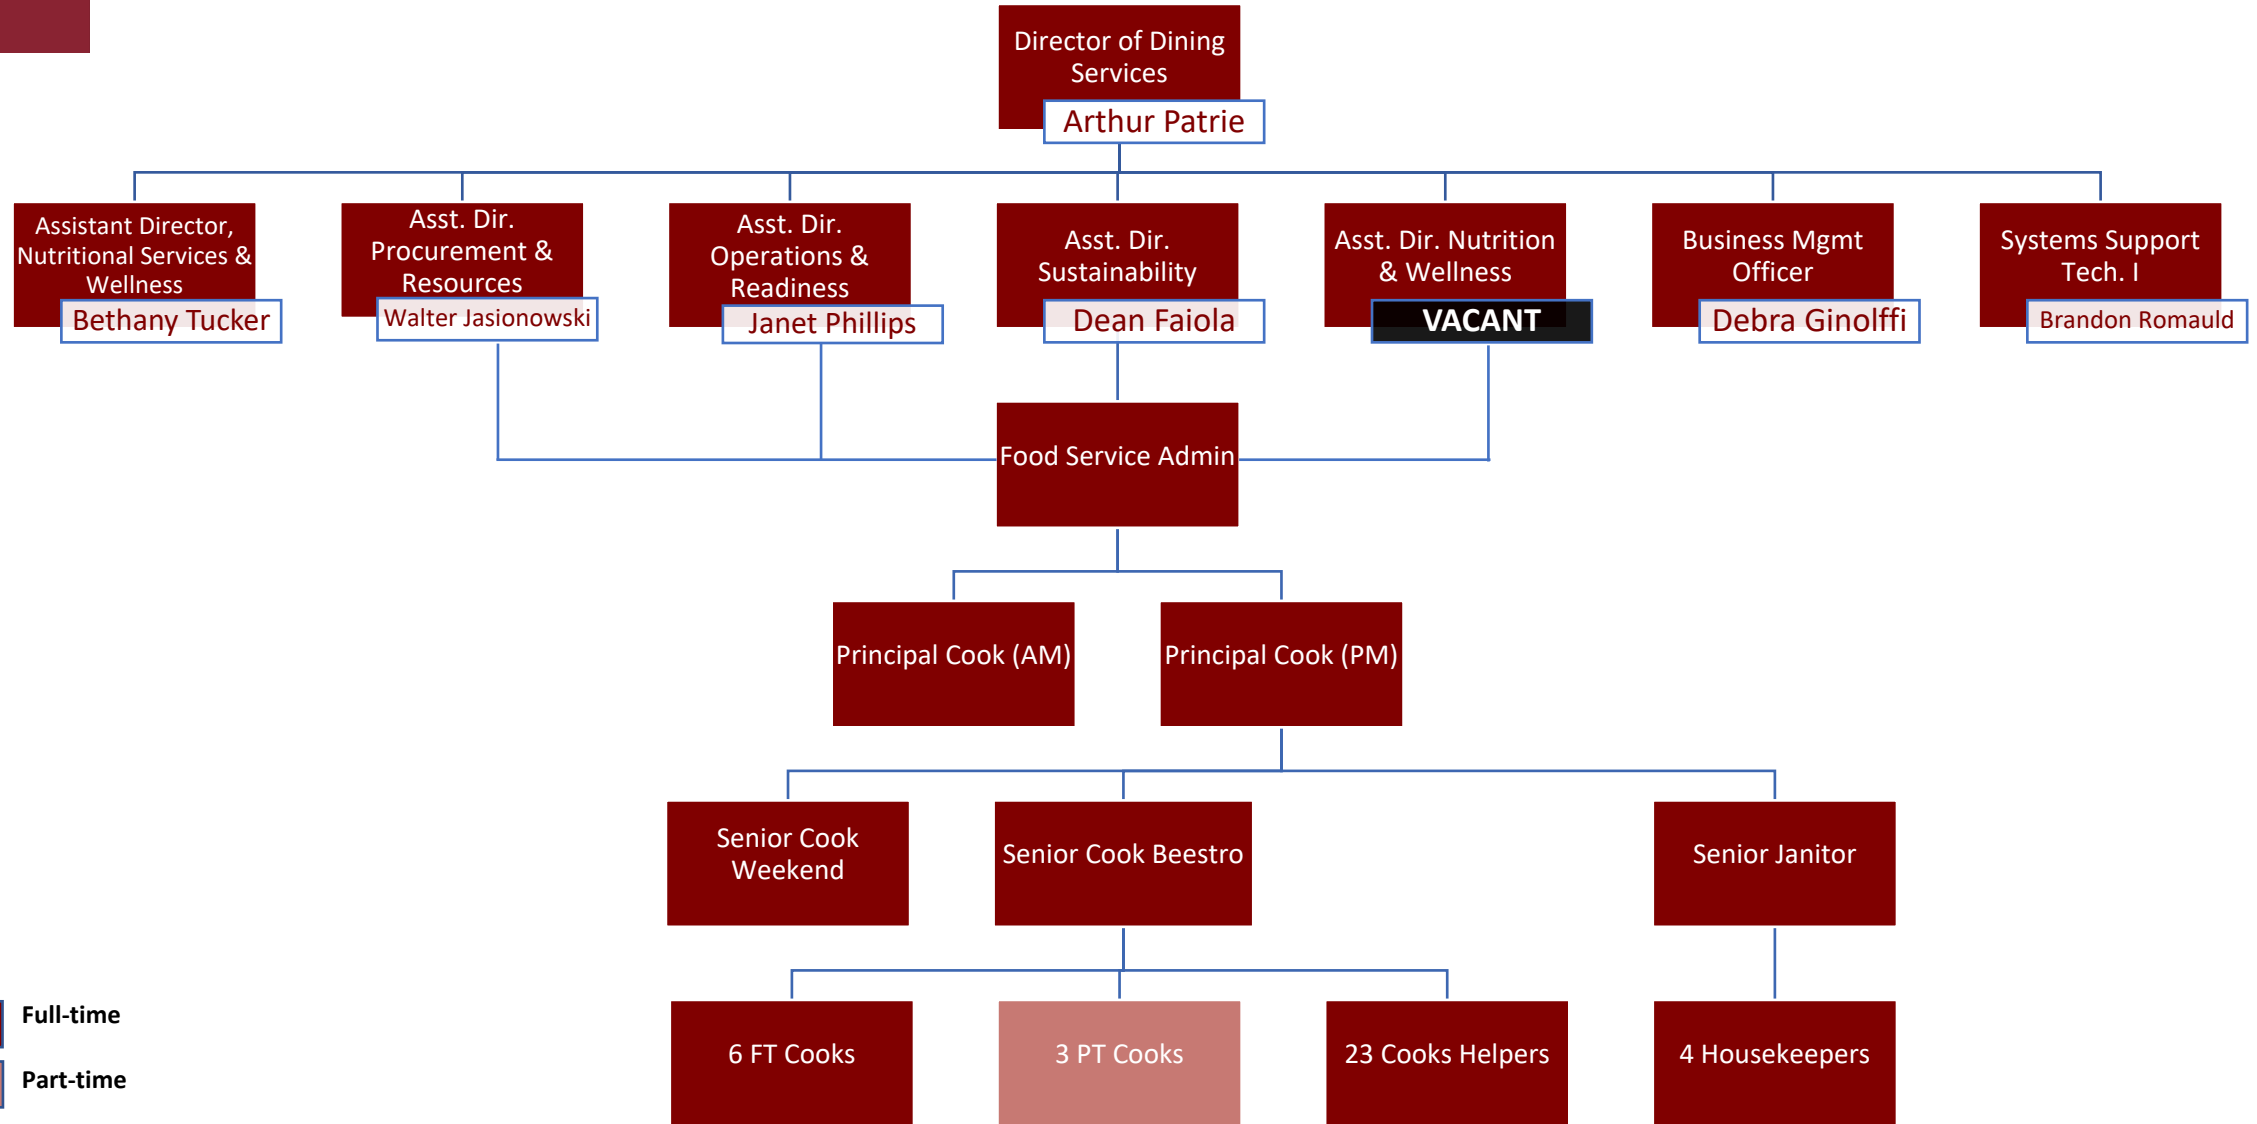 Director of Dining
Services
Arthur Patrie
Assistant Director,
Nutritional Services &
Wellness
Bethany Tucker
Asst. Dir.
Procurement &
Resources
Walter Jasionowski
Asst. Dir.
Operations &
Readiness
Janet Phillips
Asst. Dir.
Sustainability
Dean Faiola
Asst. Dir. Nutrition
& Wellness
VACANT
Business Mgmt
Officer
Debra Ginolffi
Systems Support
Tech. I
Brandon Romauld
Food Service Admin
Principal Cook (AM)
Principal Cook (PM)
Senior Cook
Weekend
Senior Cook Beestro
Senior Janitor
6 FT Cooks
3 PT Cooks
23 Cooks Helpers
4 Housekeepers
Full-time
Part-time